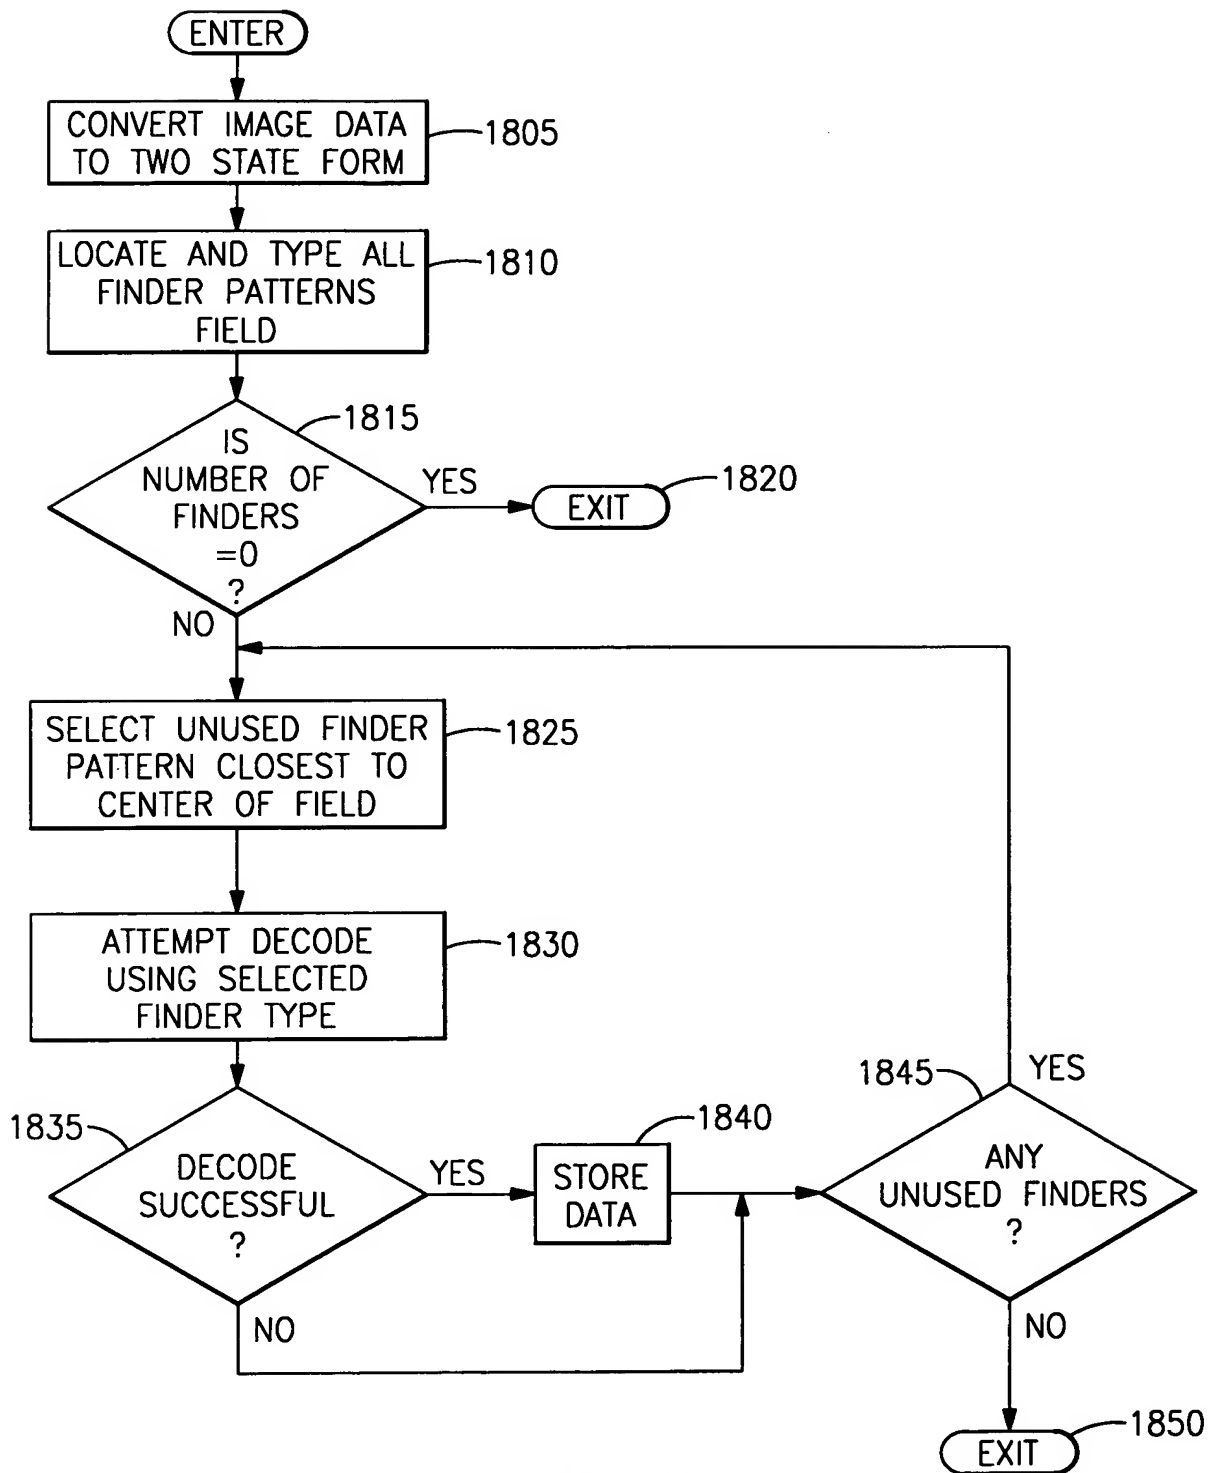 ENTER
CONVERT IMAGE DATA
TO TWO STATE FORM
1805
LOCATE AND TYPE ALL
FINDER PATTERNS
FIELD
1810
IS
NUMBER OF
FINDERS
=0
?
1815
YES
EXIT
1820
NO
SELECT UNUSED FINDER
PATTERN CLOSEST TO
CENTER OF FIELD
1825
ATTEMPT DECODE
USING SELECTED
FINDER TYPE
1830
1835
DECODE
SUCCESSFUL
?
YES
NO
STORE
DATA
1840
1845
YES
ANY
UNUSED FINDERS
?
NO
EXIT
1850